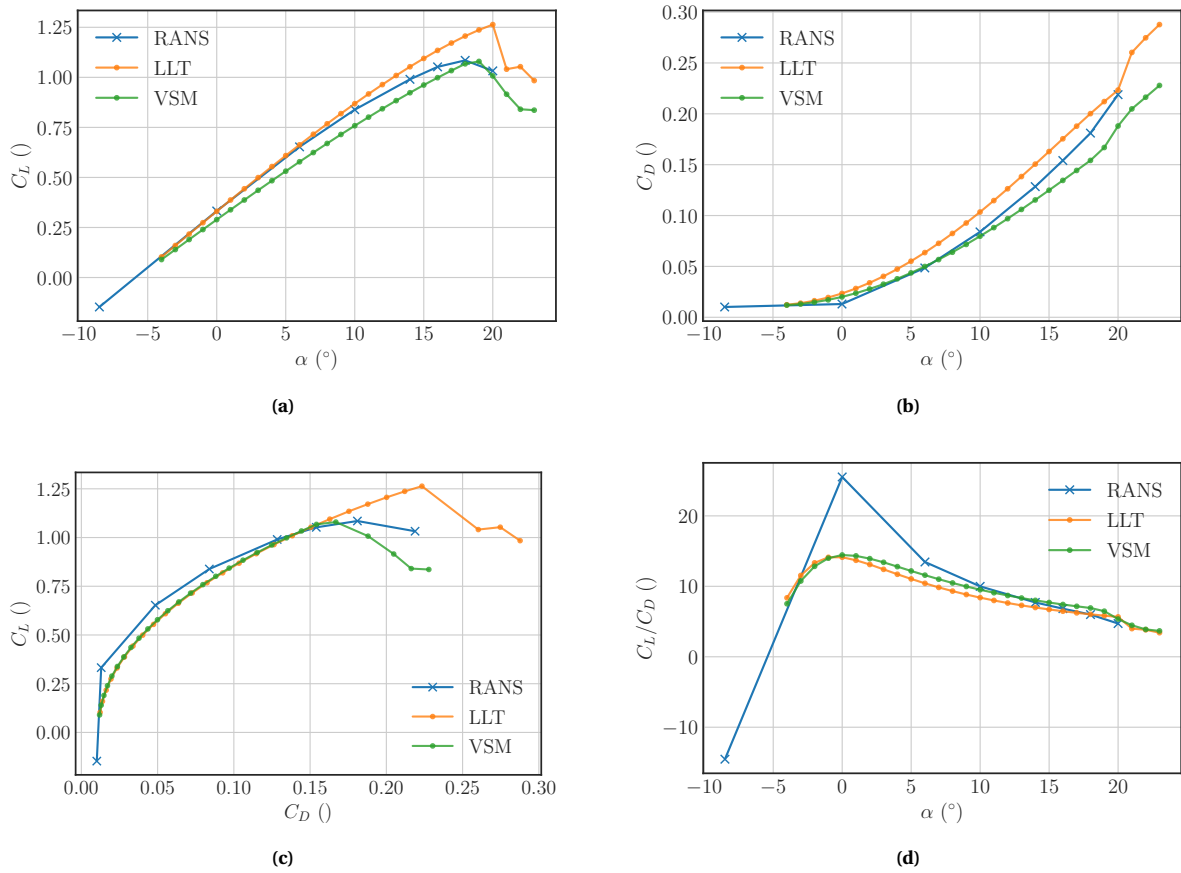 1.25
1.00
0.75
0.50
0.25
0.00
C_L ()
RANS
LLT
VSM
−10 −5 0 5 10 15 20
α (°)
(a)
0.30
0.25
0.20
0.15
0.10
0.05
0.00
C_D ()
RANS
LLT
VSM
−10 −5 0 5 10 15 20
α (°)
(b)
1.25
1.00
0.75
0.50
0.25
0.00
C_L ()
RANS
LLT
VSM
0.00 0.05 0.10 0.15 0.20 0.25 0.30
C_D ()
(c)
20
10
0
−10
C_L/C_D ()
RANS
LLT
VSM
−10 −5 0 5 10 15 20
α (°)
(d)